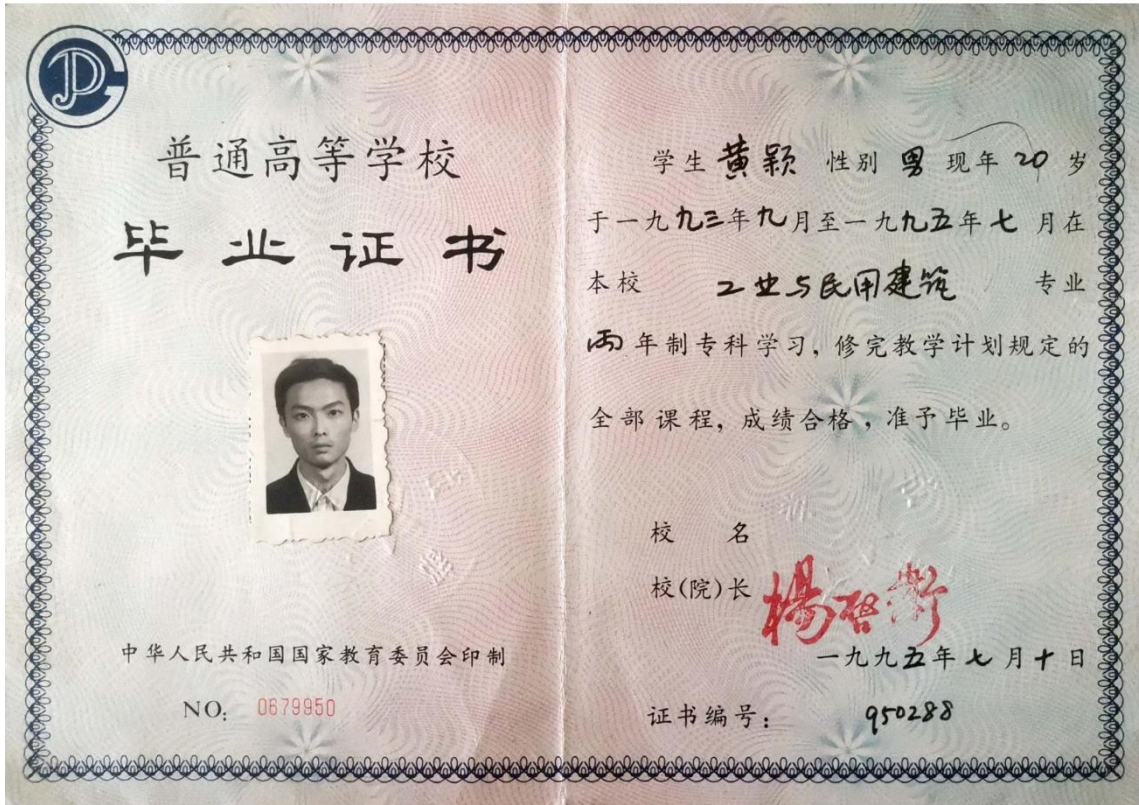 普通高等学校
毕业证书
中华人民共和国国家教育委员会印制
NO: 0679950
学生 黄颖 性别 男 现年 20 岁
于一九九三年九月至一九九五年七月在
本校 工业与民用建筑 专业
两年制专科学习，修完教学计划规定的
全部课程，成绩合格，准予毕业。
校 名
校(院)长
一九九五年七月十日
证书编号： 950288